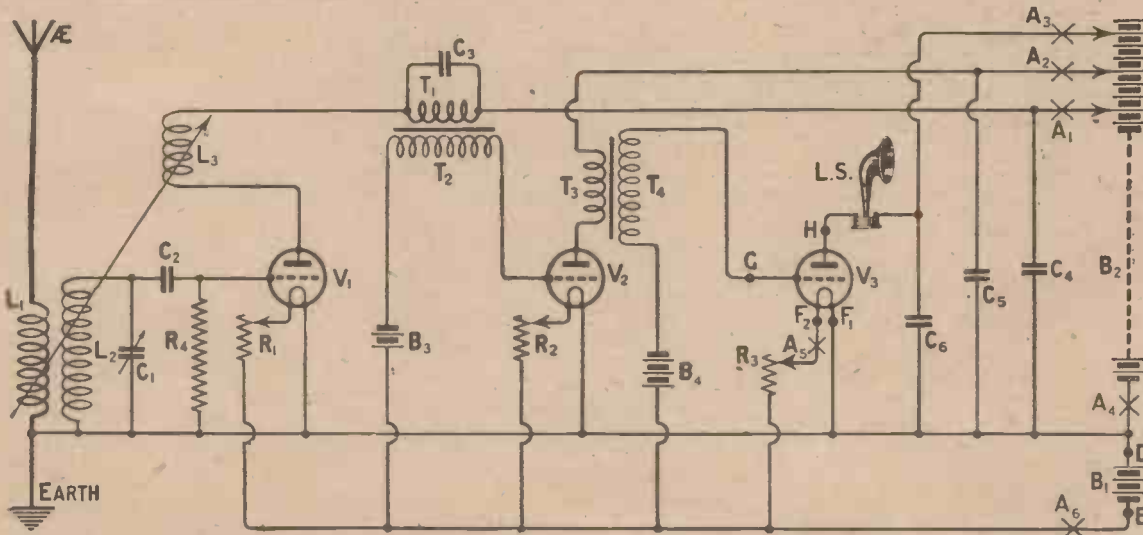 Æ
A₃
A₂
A₁
C₃
T₁
T₂
L₃
T₃
T₄
L.S.
H
C₂
V₁
V₂
G
V₃
L₁
L₂
C₁
R₄
R₁
B₃
R₂
B₄
F₂
F₁
A₅
R₃
C₆
C₅
C₄
B₂
A₄
D
B₁
E
A₆
EARTH